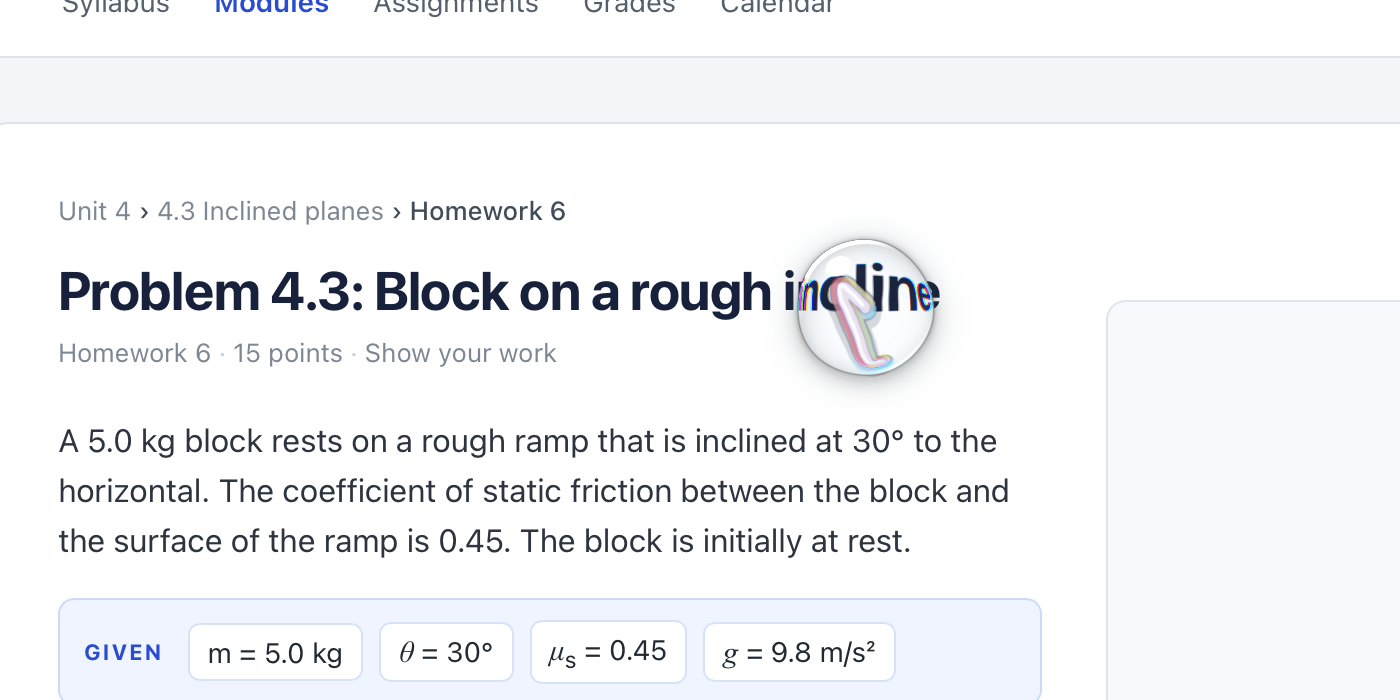 Syllabus Modules Assignments Grades Calendar
Unit 4 › 4.3 Inclined planes › Homework 6
Problem 4.3: Block on a rough incline
Homework 6 · 15 points · Show your work
A 5.0 kg block rests on a rough ramp that is inclined at 30° to the
horizontal. The coefficient of static friction between the block and
the surface of the ramp is 0.45. The block is initially at rest.
GIVEN m = 5.0 kg θ = 30° μₛ = 0.45 g = 9.8 m/s²